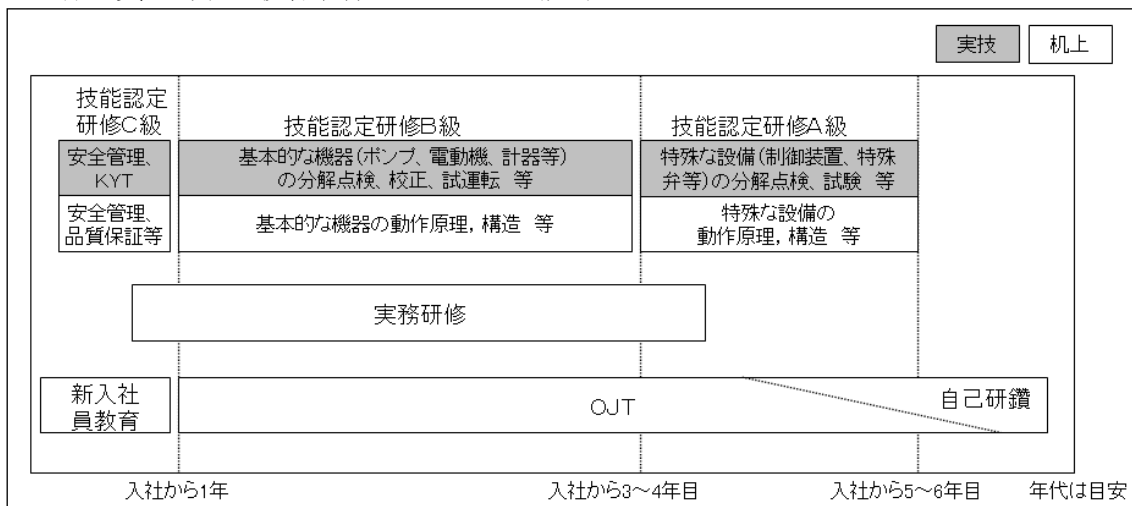 実技
机上
技能認定
研修C級
技能認定研修B級
技能認定研修A級
安全管理、
KYT
基本的な機器(ポンプ、電動機、計器等)
の分解点検、校正、試運転 等
特殊な設備(制御装置、特殊
弁等)の分解点検、試験 等
安全管理、
品質保証等
基本的な機器の動作原理,構造 等
特殊な設備の
動作原理,構造 等
実務研修
新入社
員教育
OJT
自己研鑽
入社から1年
入社から3~4年目
入社から5~6年目
年代は目安